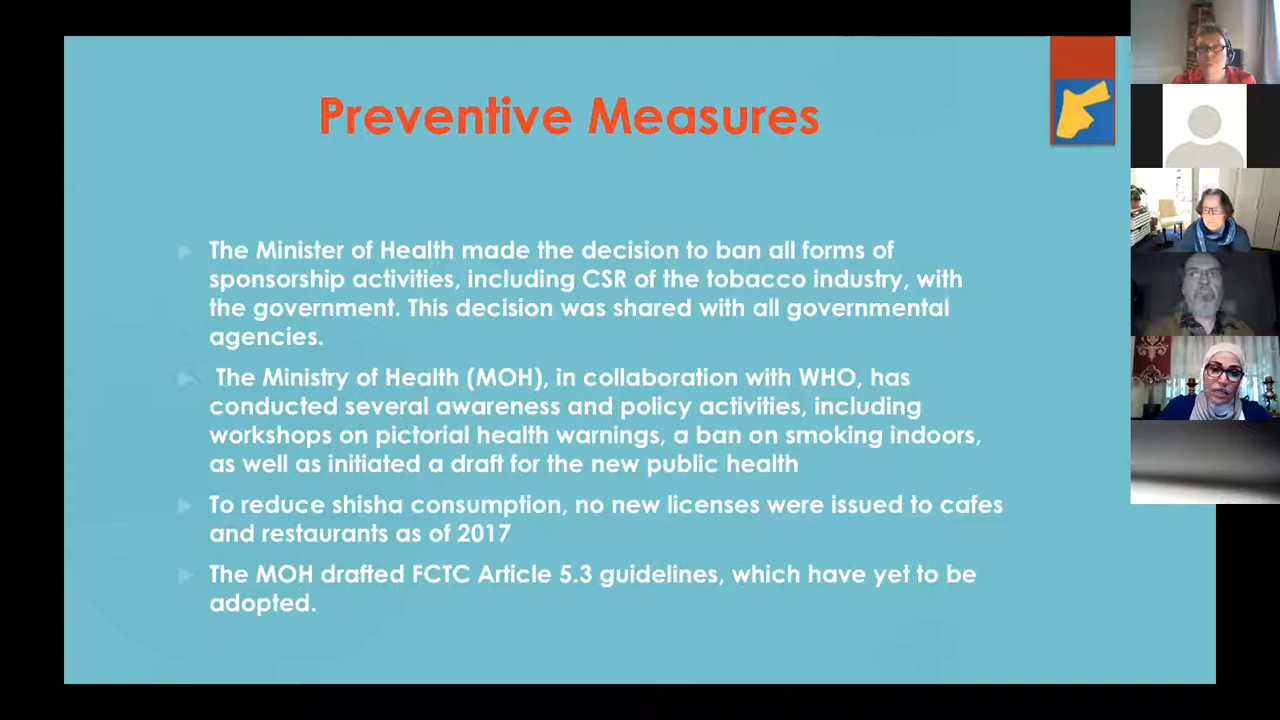 Preventive Measures
The Minister of Health made the decision to ban all forms of
sponsorship activities, including CSR of the tobacco industry, with
the government. This decision was shared with all governmental
agencies.
The Ministry of Health (MOH), in collaboration with WHO, has
conducted several awareness and policy activities, including
workshops on pictorial health warnings, a ban on smoking indoors,
as well as initiated a draft for the new public health
To reduce shisha consumption, no new licenses were issued to cafes
and restaurants as of 2017
The MOH drafted FCTC Article 5.3 guidelines, which have yet to be
adopted.